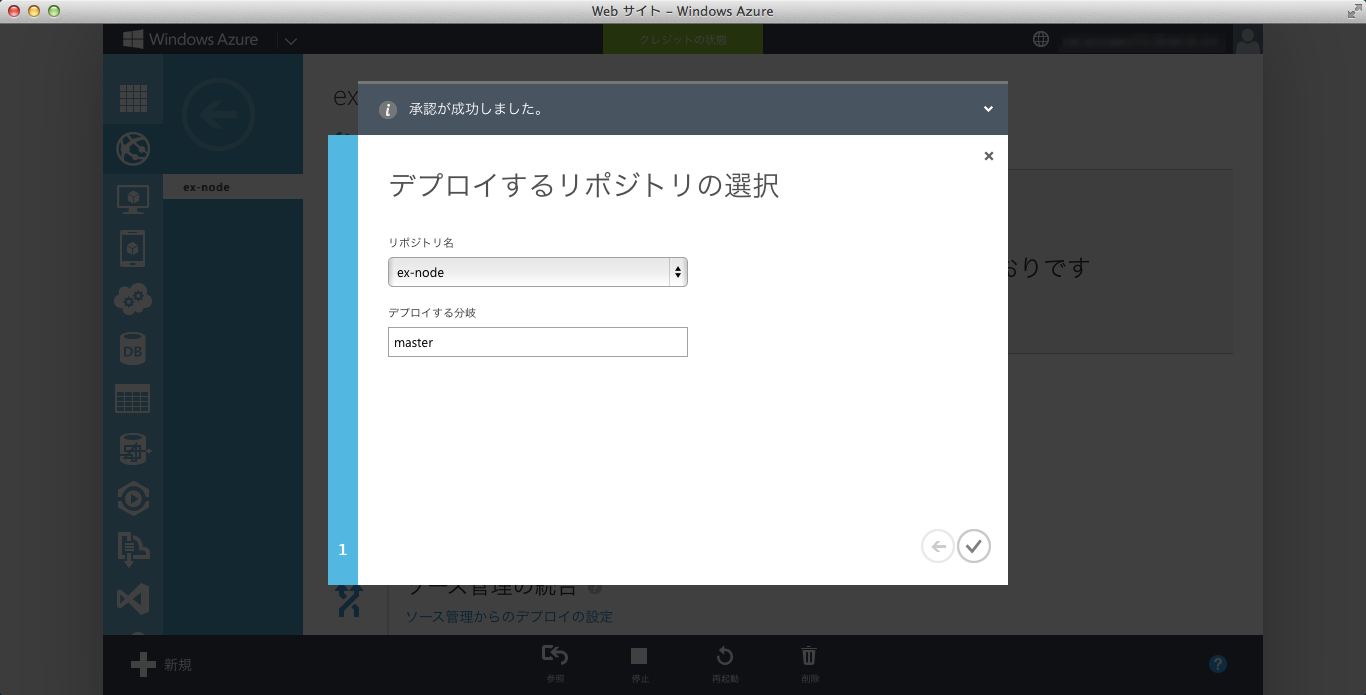 Web サイト – Windows Azure
Windows Azure
クレジットの状態
ex
承認が成功しました。
デプロイするリポジトリの選択
ex-node
リポジトリ名
ex-node
おりです
デプロイする分岐
master
DB
1
ソース管理の統合
ソース管理からのデプロイの設定
新規
参照
停止
再起動
削除
?